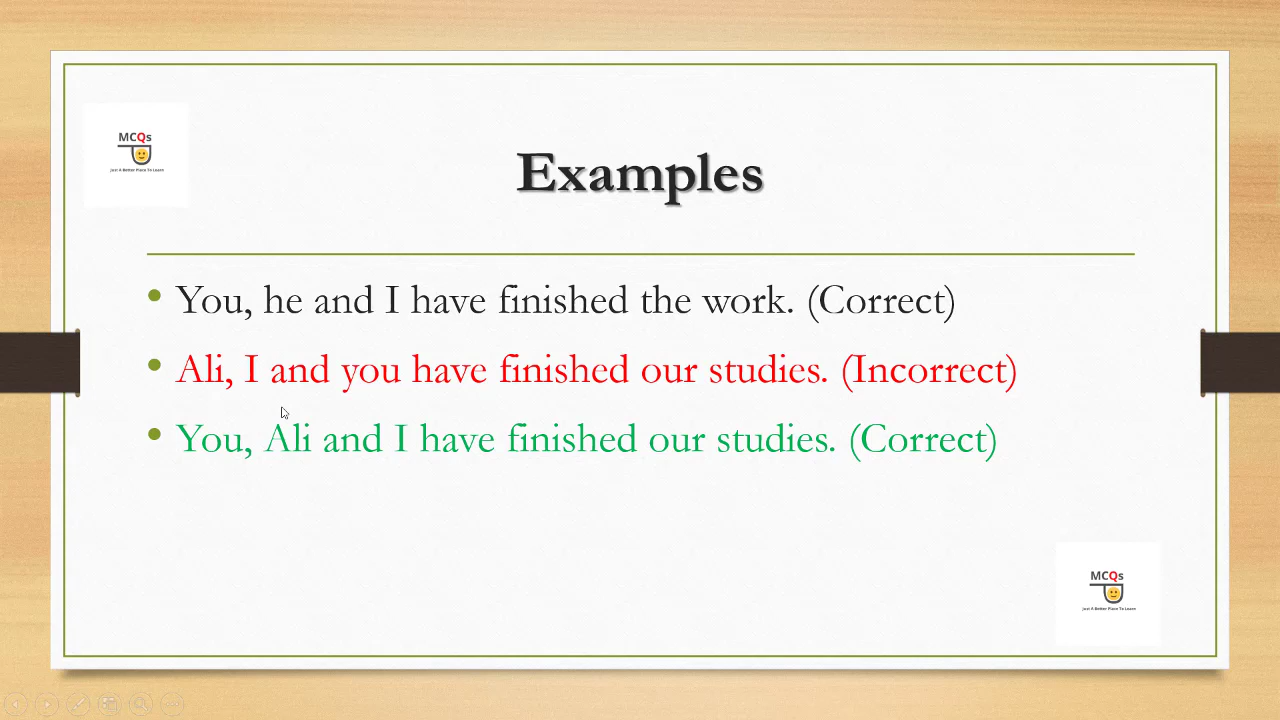 MCQs
Just A Better Place To Learn
Examples
• You, he and I have finished the work. (Correct)
• Ali, I and you have finished our studies. (Incorrect)
• You, Ali and I have finished our studies. (Correct)
MCQs
Just A Better Place To Learn